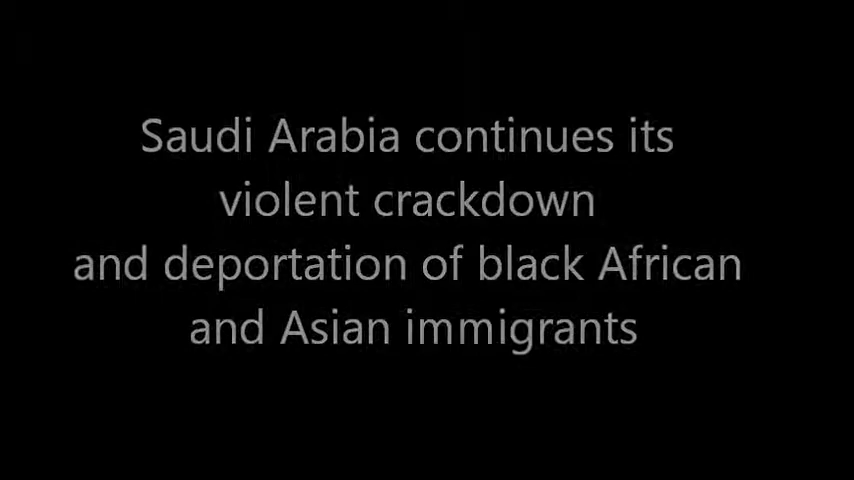 Saudi Arabia continues its
violent crackdown
and deportation of black African
and Asian immigrants